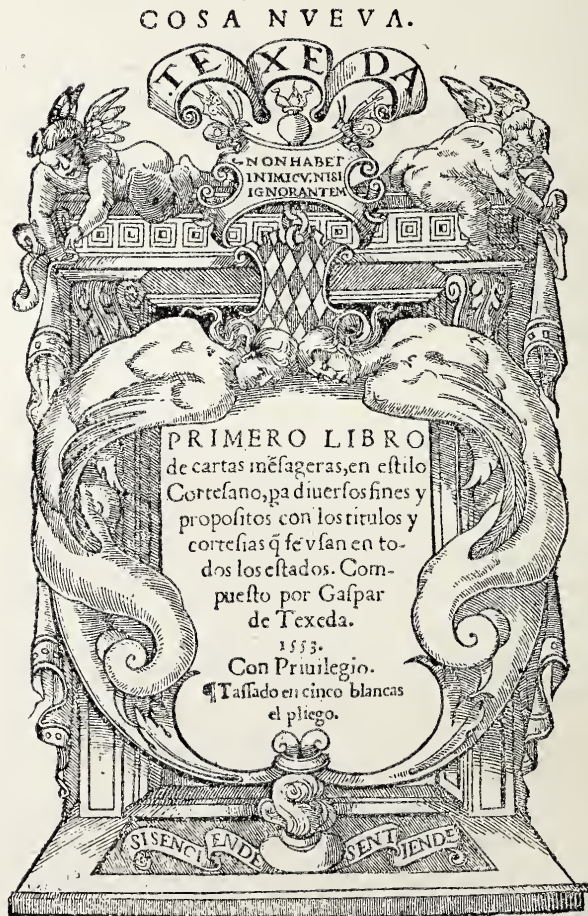 COSA NVEVA.
TEXEDA
NON HABET
INIMICV, NISI
IGNORANTEM
PRIMERO LIBRO
de cartas mẽſageras, en eſtilo
Corteſano, pa diuerſos fines y
propoſitos con los titulos y
corteſias q̃ ſe vſan en to-
dos los eſtados. Com-
pueſto por Gaſpar
de Texeda.
1553.
Con Priuilegio.
¶Taſſado en cinco blancas
el pliego.
SISENCI ENDE SENT IENDE